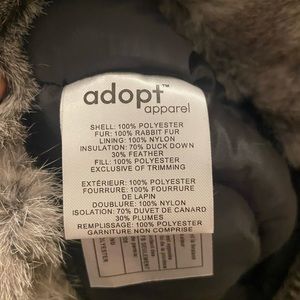 adopt™
apparel
SHELL: 100% POLYESTER
FUR: 100% RABBIT FUR
LINING: 100% NYLON
INSULATION: 70% DUCK DOWN
30% FEATHER
FILL: 100% POLYESTER
EXCLUSIVE OF TRIMMING
EXTÉRIEUR: 100% POLYESTER
FOURRURE: 100% FOURRURE
DE LAPIN
DOUBLURE: 100% NYLON
ISOLATION: 70% DUVET DE CANARD
30% PLUMES
REMPLISSAGE: 100% POLYESTER
GARNITURE NON COMPRISE